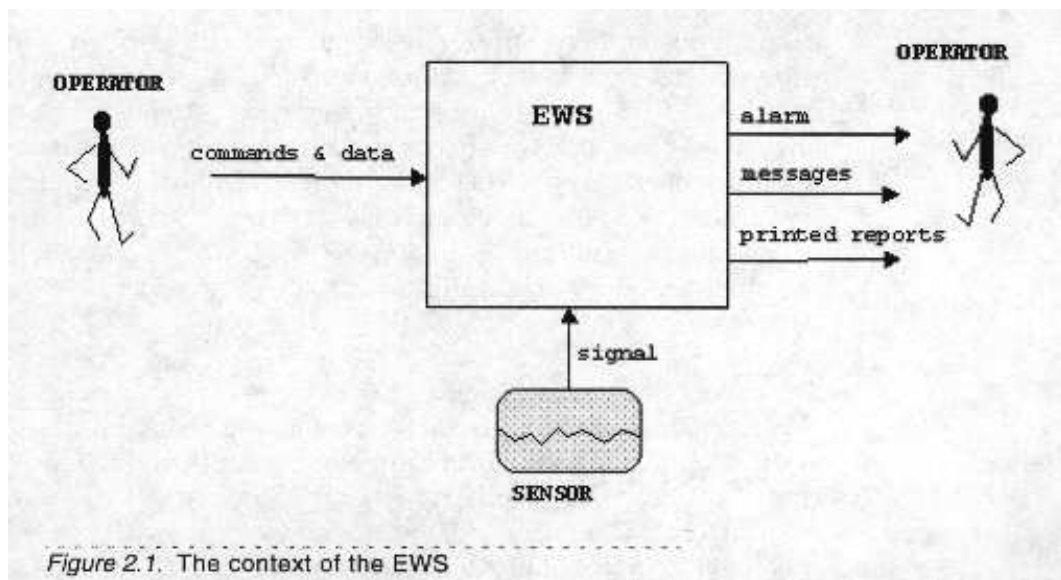 OPERATOR
OPERATOR
EWS
alarm
commands & data
messages
printed reports
signal
SENSOR
Figure 2.1. The context of the EWS